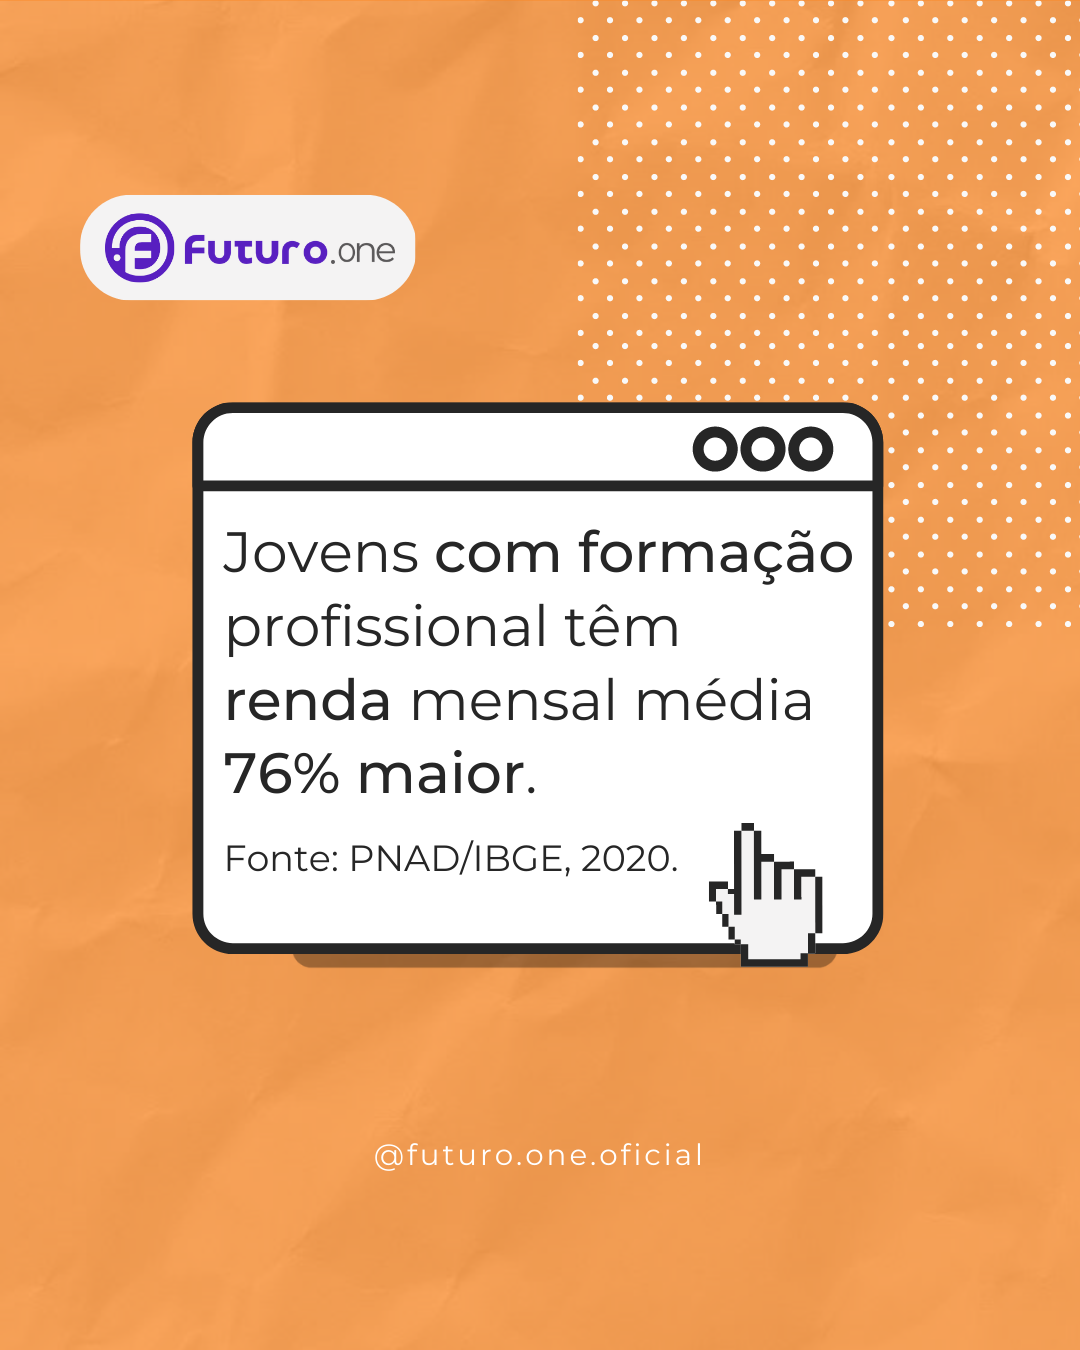 Futuro.one
Jovens com formação
profissional têm
renda mensal média
76% maior.
Fonte: PNAD/IBGE, 2020.
@futuro.one.oficial